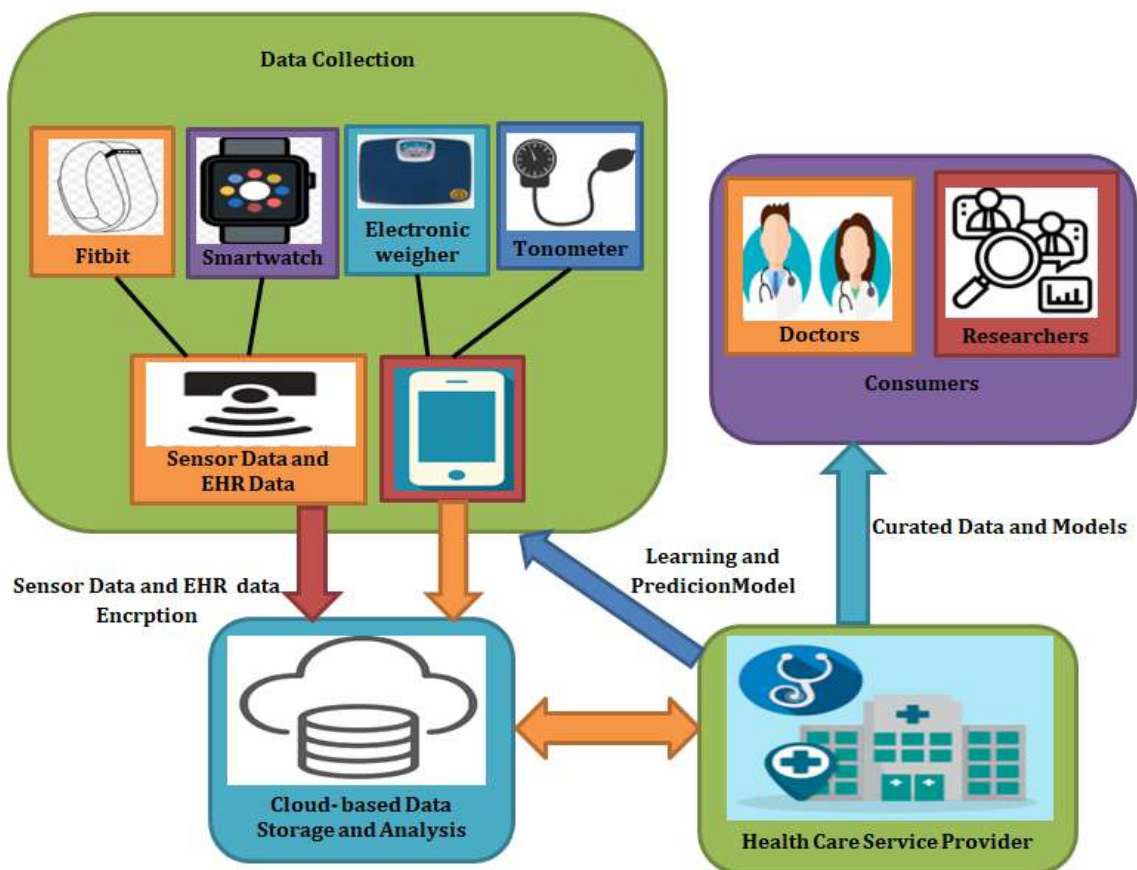 Data Collection
Fitbit
Smartwatch
Electronic
weigher
Tonometer
Sensor Data and
EHR Data
Doctors
Researchers
Consumers
Sensor Data and EHR data
Encrption
Learning and
PredicionModel
Curated Data and Models
Cloud- based Data
Storage and Analysis
Health Care Service Provider